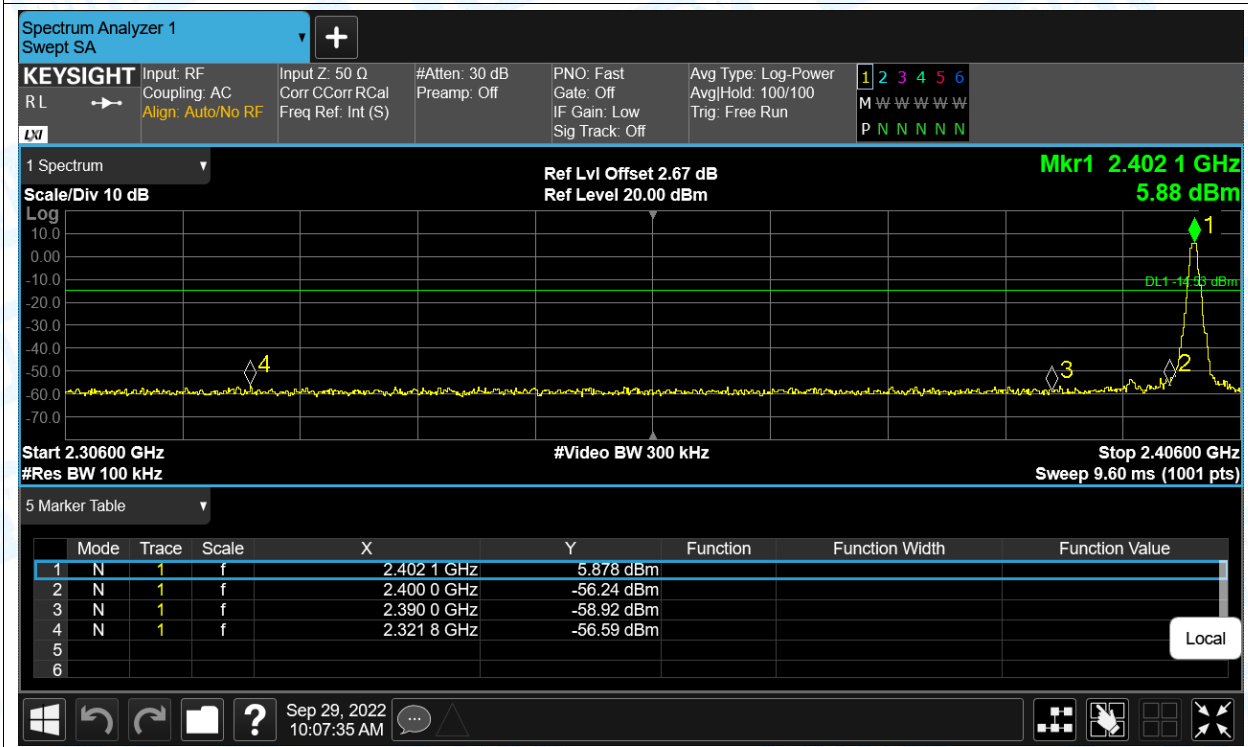 Spectrum Analyzer 1
Swept SA
KEYSIGHT
R L
LXI
Input: RF
Coupling: AC
Align: Auto/No RF
Input Z: 50 Ω
Corr CCorr RCal
Freq Ref: Int (S)
#Atten: 30 dB
Preamp: Off
PNO: Fast
Gate: Off
IF Gain: Low
Sig Track: Off
Avg Type: Log-Power
Avg|Hold: 100/100
Trig: Free Run
1 2 3 4 5 6
M W W W W W
P N N N N N
1 Spectrum
Scale/Div 10 dB
Ref Lvl Offset 2.67 dB
Ref Level 20.00 dBm
Mkr1 2.402 1 GHz
5.88 dBm
Log
10.0
0.00
-10.0
-20.0
-30.0
-40.0
-50.0
-60.0
-70.0
1
DL1 -14.53 dBm
4
3
2
Start 2.30600 GHz
#Res BW 100 kHz
#Video BW 300 kHz
Stop 2.40600 GHz
Sweep 9.60 ms (1001 pts)
5 Marker Table
Mode Trace Scale X Y Function Function Width Function Value
1 N 1 f 2.402 1 GHz 5.878 dBm
2 N 1 f 2.400 0 GHz -56.24 dBm
3 N 1 f 2.390 0 GHz -58.92 dBm
4 N 1 f 2.321 8 GHz -56.59 dBm
5
6
Local
?
Sep 29, 2022
10:07:35 AM